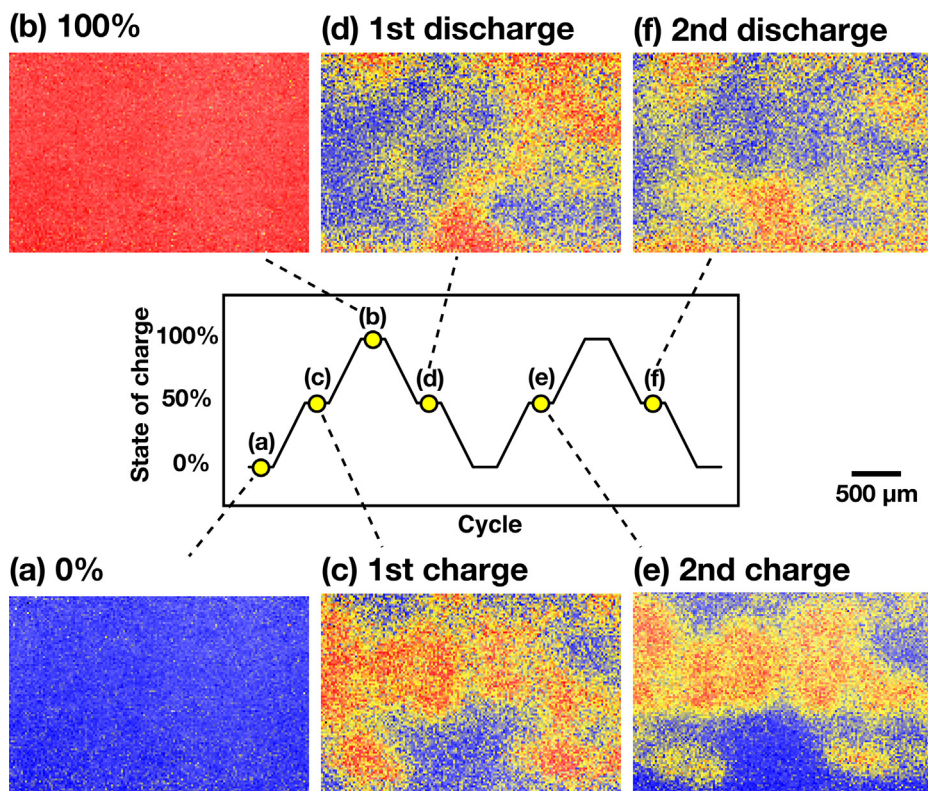 (b) 100%
(d) 1st discharge
(f) 2nd discharge
State of charge
100%
50%
0%
(a)
(c)
(b)
(d)
(e)
(f)
Cycle
500 µm
(a) 0%
(c) 1st charge
(e) 2nd charge